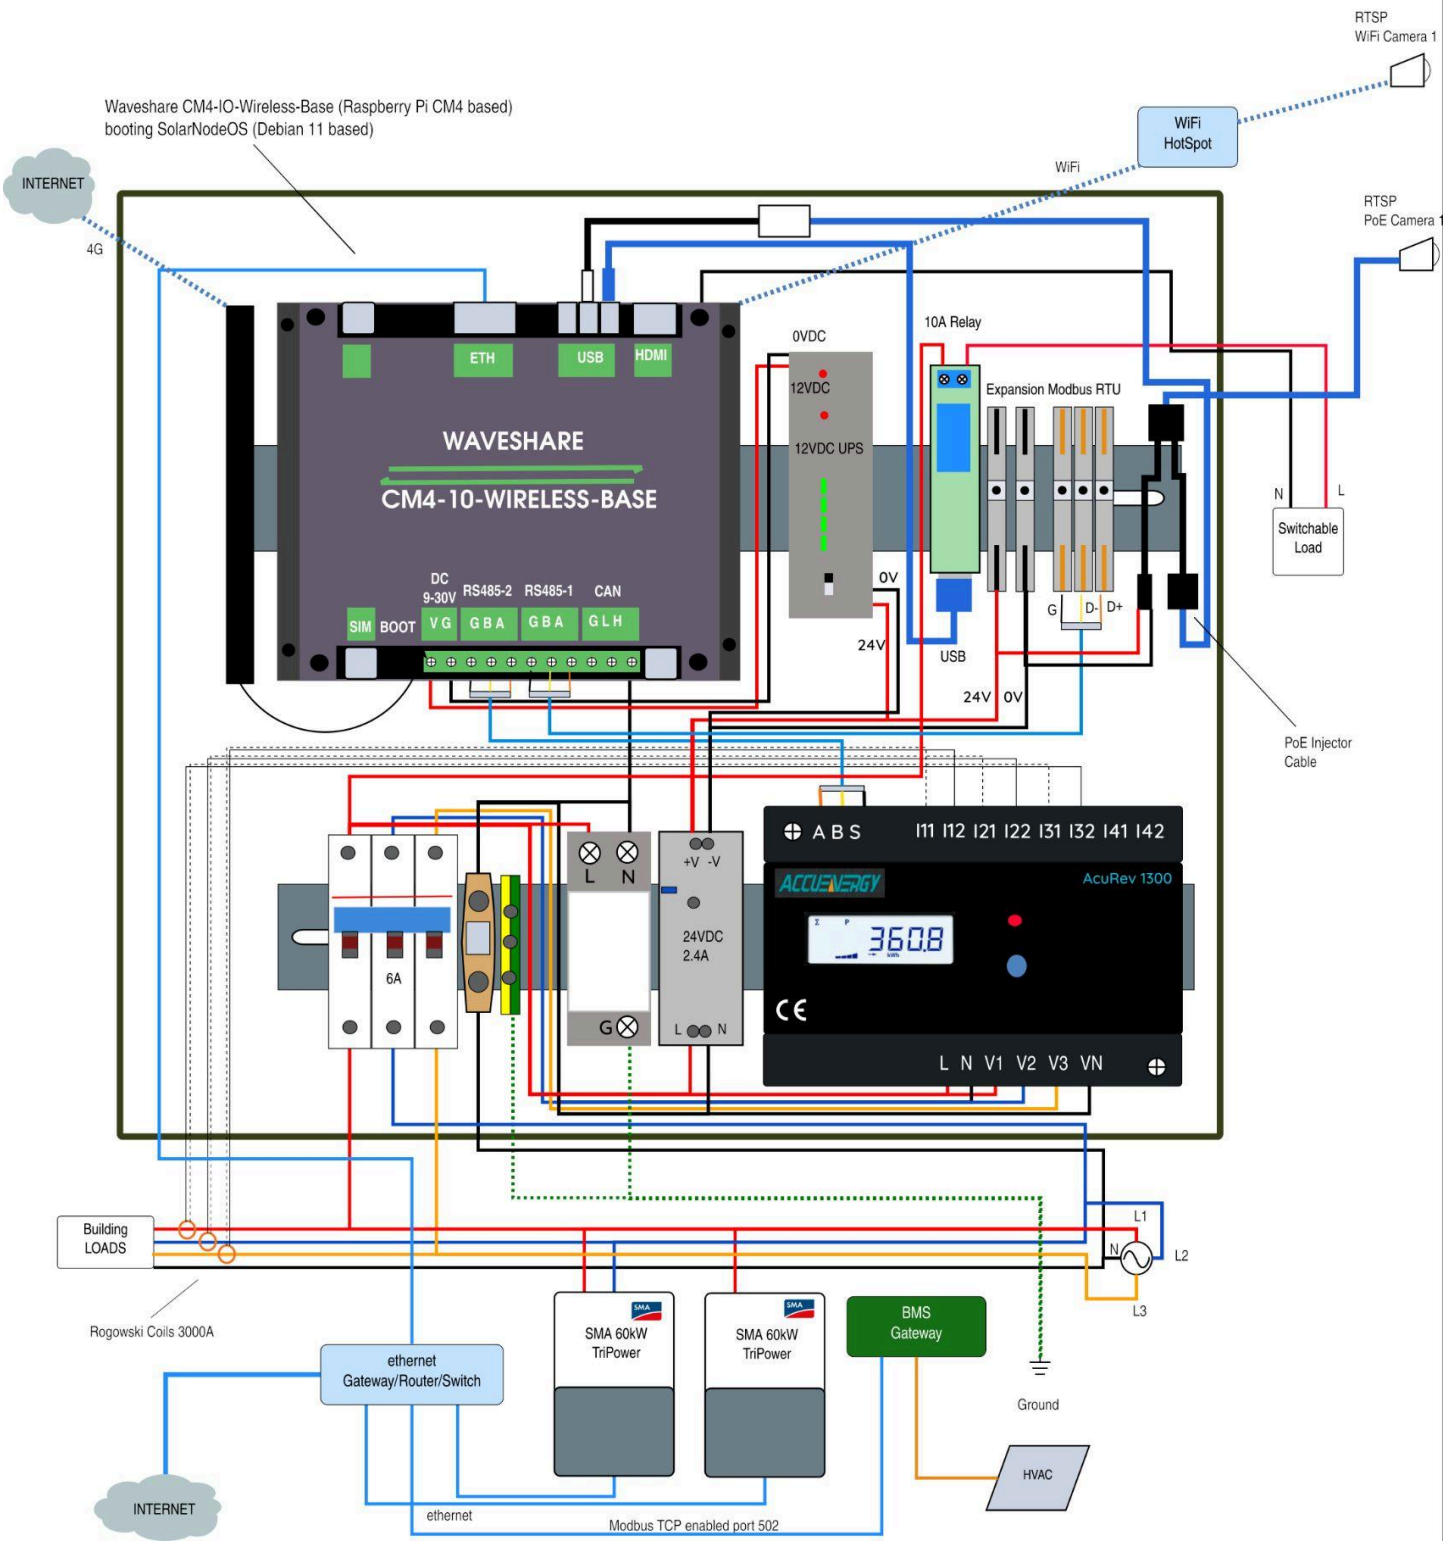 RTSP
WiFi Camera 1
Waveshare CM4-IO-Wireless-Base (Raspberry Pi CM4 based)
booting SolarNodeOS (Debian 11 based)
WiFi
HotSpot
WiFi
INTERNET
4G
RTSP
PoE Camera 1
10A Relay
0VDC
ETH
USB
HDMI
12VDC
Expansion Modbus RTU
WAVESHARE
12VDC UPS
CM4-10-WIRELESS-BASE
N
L
Switchable
Load
DC
9-30V
RS485-2
RS485-1
CAN
0V
SIM
BOOT
V G
G B A
G B A
G L H
G
D-
D+
24V
USB
24V
0V
PoE Injector
Cable
A B S
I11 I12 I21 I22 I31 I32 I41 I42
+V -V
L
N
ACCUENERGY
AcuRev 1300
Σ
P
360.8
kWh
24VDC
2.4A
6A
CE
G
L
N
L N V1 V2 V3 VN
Building
LOADS
L1
N
L2
L3
Rogowski Coils 3000A
SMA
SMA 60kW
TriPower
SMA
SMA 60kW
TriPower
BMS
Gateway
ethernet
Gateway/Router/Switch
Ground
HVAC
INTERNET
ethernet
Modbus TCP enabled port 502